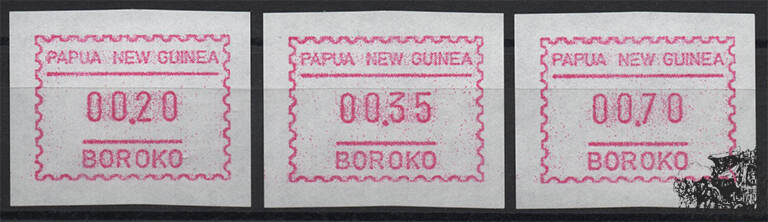 PAPUA NEW GUINEA
00.20
BOROKO
PAPUA NEW GUINEA
00.35
BOROKO
PAPUA NEW GUINEA
00.70
BOROKO